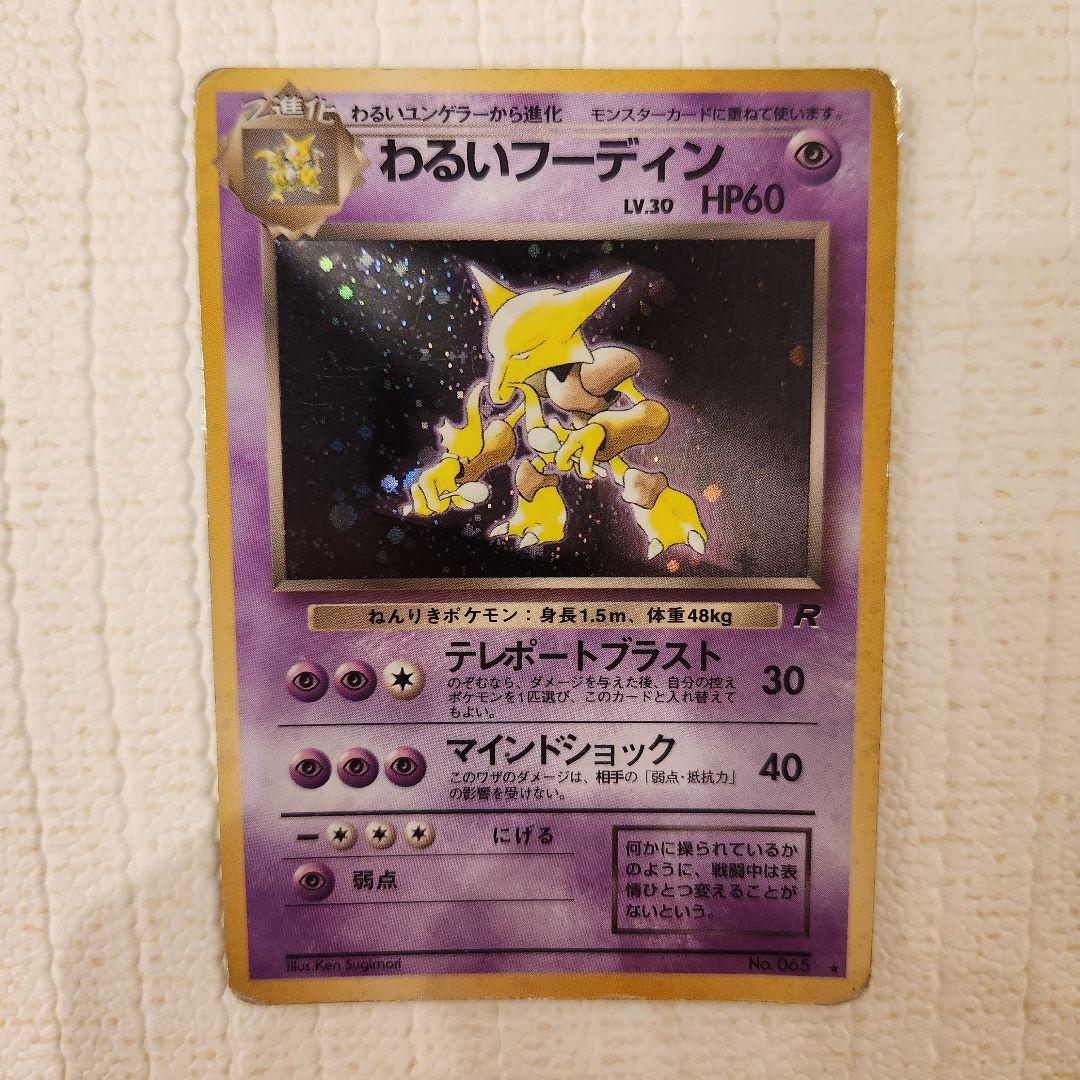 2進化 わるいユンゲラーから進化 モンスターカードに重ねて使います。
わるいフーディン
LV.30 HP60
ねんりきポケモン：身長1.5m、体重48kg R
テレポートブラスト 30
のぞむなら、ダメージを与えた後、自分の控え
ポケモンを1匹選び、このカードと入れ替えて
もよい。
マインドショック 40
このワザのダメージは、相手の「弱点・抵抗力」
の影響を受けない。
にげる
弱点
何かに操られているか
のように、戦闘中は表
情ひとつ変えることが
ないという。
Illus.Ken Sugimori No. 065 ★